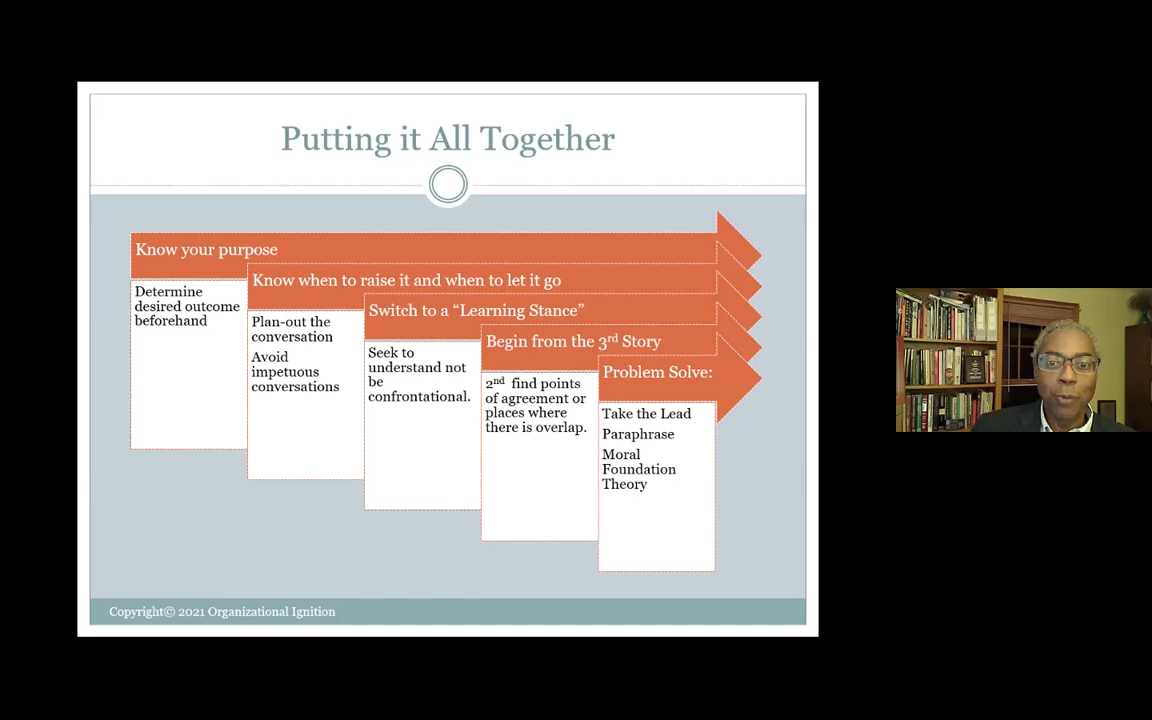 Putting it All Together
Know your purpose
Determine
desired outcome
beforehand
Know when to raise it and when to let it go
Plan-out the
conversation
Avoid
impetuous
conversations
Switch to a “Learning Stance”
Seek to
understand not
be
confrontational.
Begin from the 3rd Story
2nd find points
of agreement or
places where
there is overlap.
Problem Solve:
Take the Lead
Paraphrase
Moral
Foundation
Theory
Copyright© 2021 Organizational Ignition